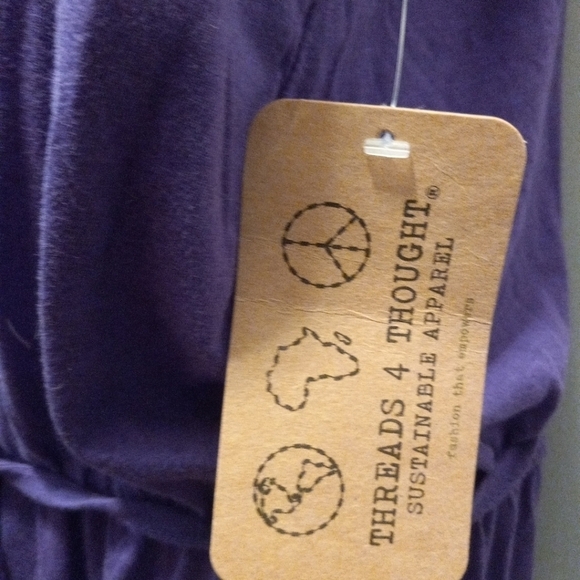 THREADS 4 THOUGHT®
SUSTAINABLE APPAREL
fashion that empowers